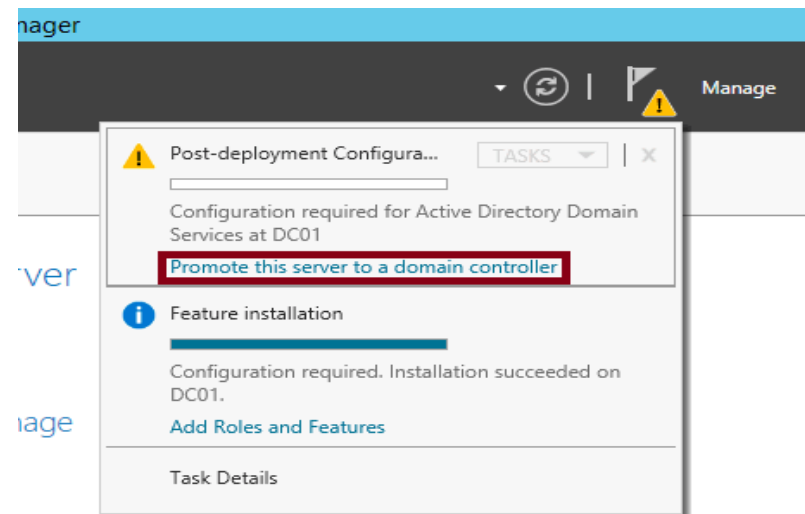 nager
Manage
Post-deployment Configura...
TASKS
Configuration required for Active Directory Domain
Services at DC01
Promote this server to a domain controller
Feature installation
Configuration required. Installation succeeded on
DC01.
Add Roles and Features
Task Details
ver
nage